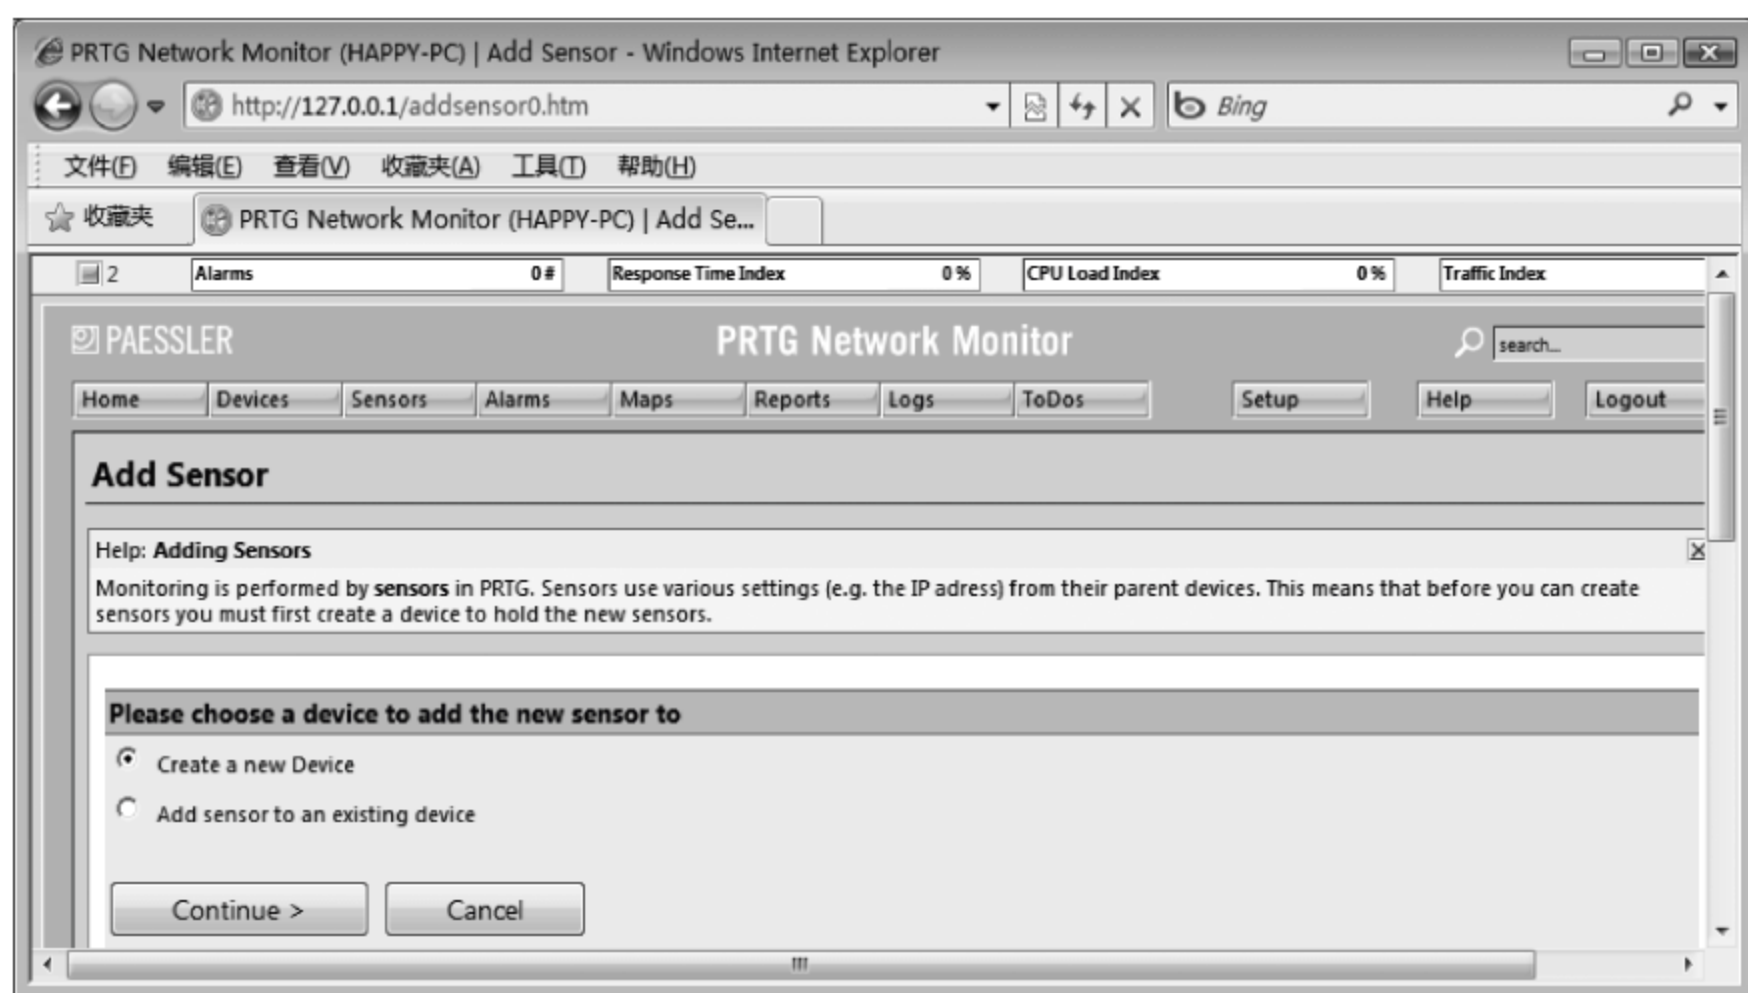 PRTG Network Monitor (HAPPY-PC) | Add Sensor - Windows Internet Explorer
http://127.0.0.1/addsensor0.htm Bing
文件(F) 编辑(E) 查看(V) 收藏夹(A) 工具(T) 帮助(H)
收藏夹 PRTG Network Monitor (HAPPY-PC) | Add Se...
2 Alarms 0 # Response Time Index 0 % CPU Load Index 0 % Traffic Index
PAESSLER PRTG Network Monitor search...
Home Devices Sensors Alarms Maps Reports Logs ToDos Setup Help Logout
Add Sensor
Help: Adding Sensors
Monitoring is performed by sensors in PRTG. Sensors use various settings (e.g. the IP adress) from their parent devices. This means that before you can create
sensors you must first create a device to hold the new sensors.
Please choose a device to add the new sensor to
Create a new Device
Add sensor to an existing device
Continue > Cancel